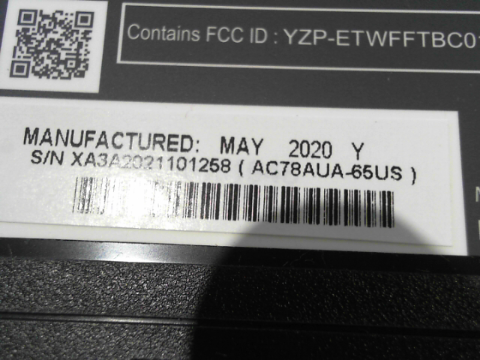 Contains FCC ID : YZP-ETWFFTBC01
MANUFACTURED: MAY 2020 Y
S/N XA3A2021101258 ( AC78AUA-65US )